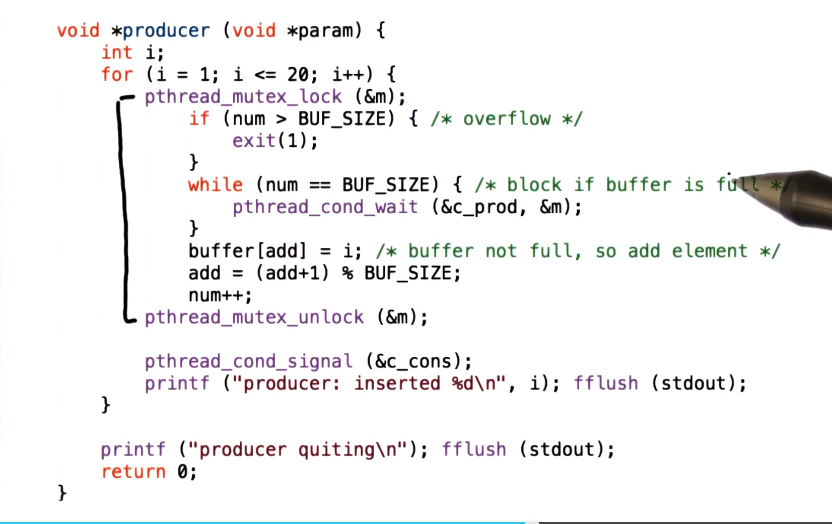 void *producer (void *param) {
    int i;
    for (i = 1; i <= 20; i++) {
        pthread_mutex_lock (&m);
            if (num > BUF_SIZE) { /* overflow */
                exit(1);
            }
            while (num == BUF_SIZE) { /* block if buffer is full */
                pthread_cond_wait (&c_prod, &m);
            }
            buffer[add] = i; /* buffer not full, so add element */
            add = (add+1) % BUF_SIZE;
            num++;
        pthread_mutex_unlock (&m);
        pthread_cond_signal (&c_cons);
        printf ("producer: inserted %d\n", i); fflush (stdout);
    }
    printf ("producer quiting\n"); fflush (stdout);
    return 0;
}